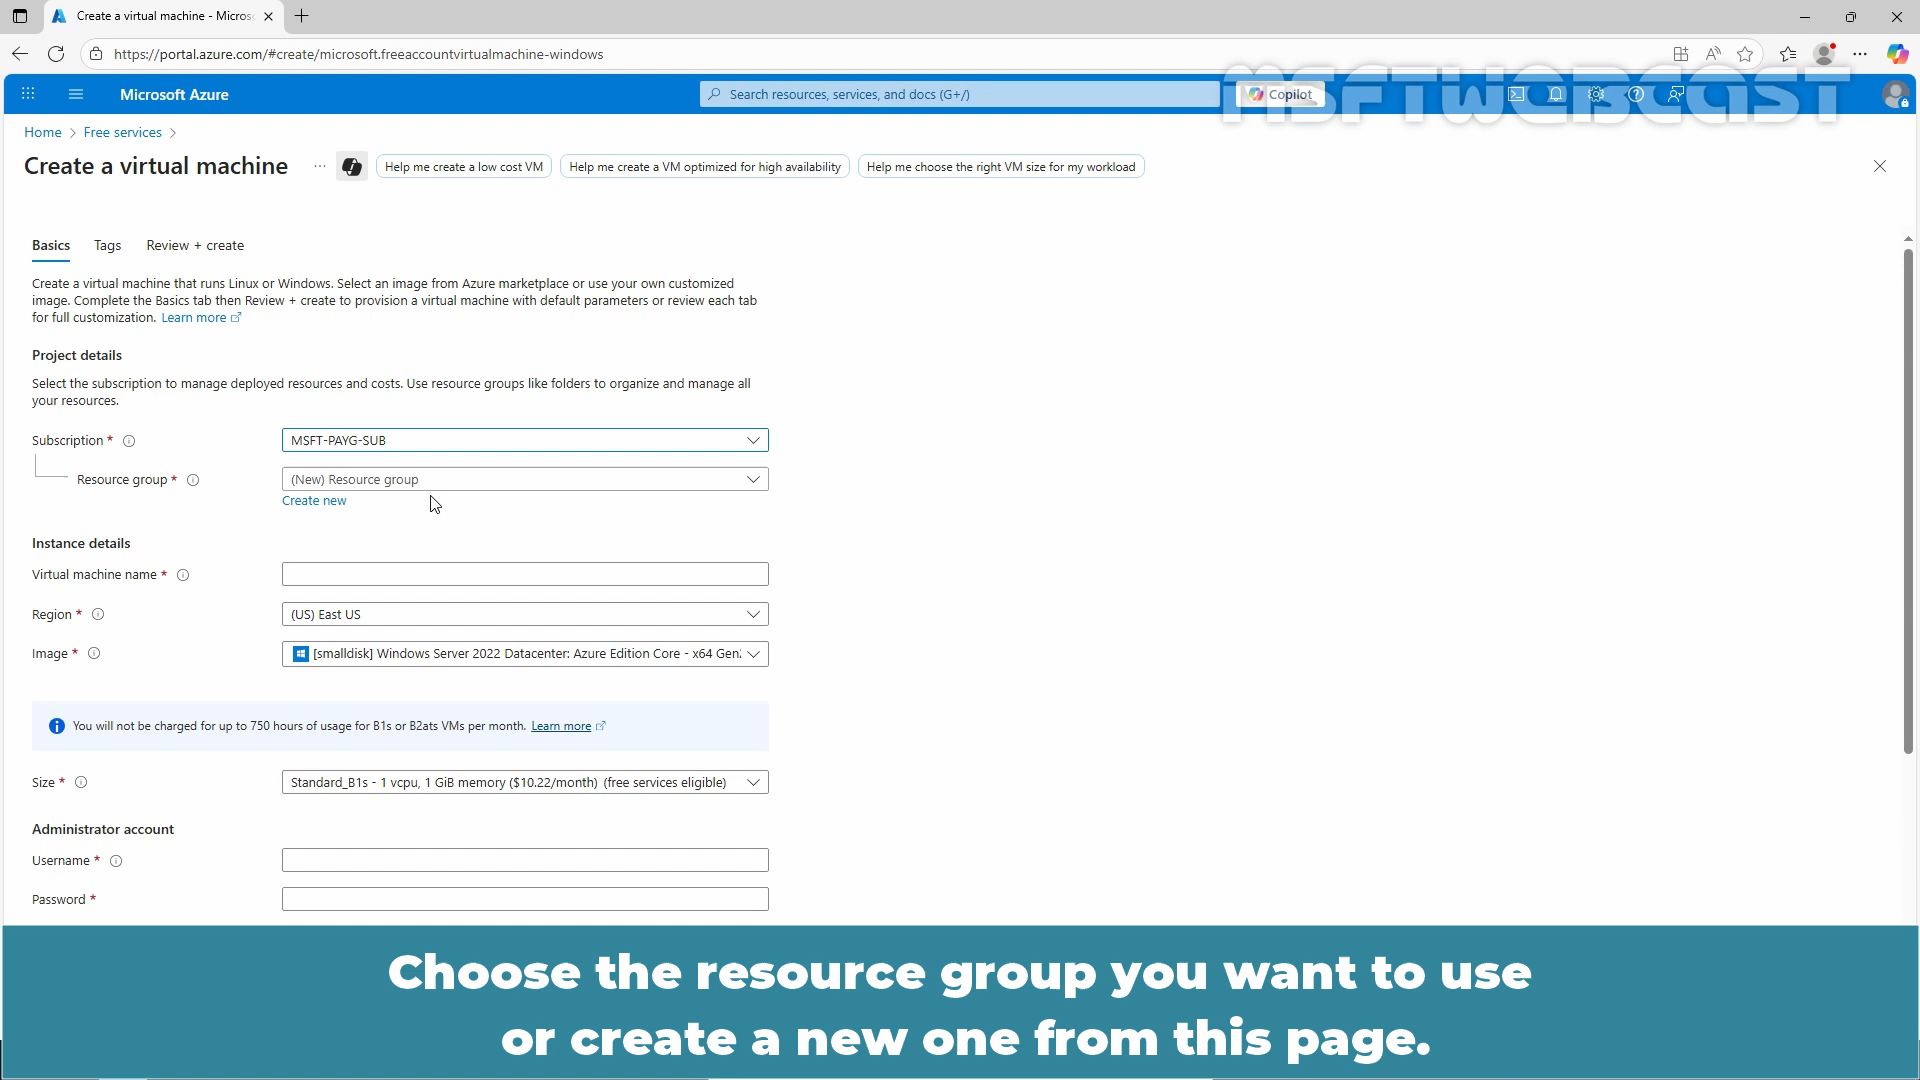 Create a virtual machine - Micros
https://portal.azure.com/#create/microsoft.freeaccountvirtualmachine-windows
Microsoft Azure
Search resources, services, and docs (G+/)
Copilot
MSFTWEBCAST
Home > Free services >
Create a virtual machine
Help me create a low cost VM
Help me create a VM optimized for high availability
Help me choose the right VM size for my workload
Basics
Tags
Review + create
Create a virtual machine that runs Linux or Windows. Select an image from Azure marketplace or use your own customized
image. Complete the Basics tab then Review + create to provision a virtual machine with default parameters or review each tab
for full customization. Learn more
Project details
Select the subscription to manage deployed resources and costs. Use resource groups like folders to organize and manage all
your resources.
Subscription *
MSFT-PAYG-SUB
Resource group *
(New) Resource group
Create new
Instance details
Virtual machine name *
Region *
(US) East US
Image *
[smalldisk] Windows Server 2022 Datacenter: Azure Edition Core - x64 Gen
You will not be charged for up to 750 hours of usage for B1s or B2ats VMs per month. Learn more
Size *
Standard_B1s - 1 vcpu, 1 GiB memory ($10.22/month) (free services eligible)
Administrator account
Username *
Password *
Choose the resource group you want to use
or create a new one from this page.